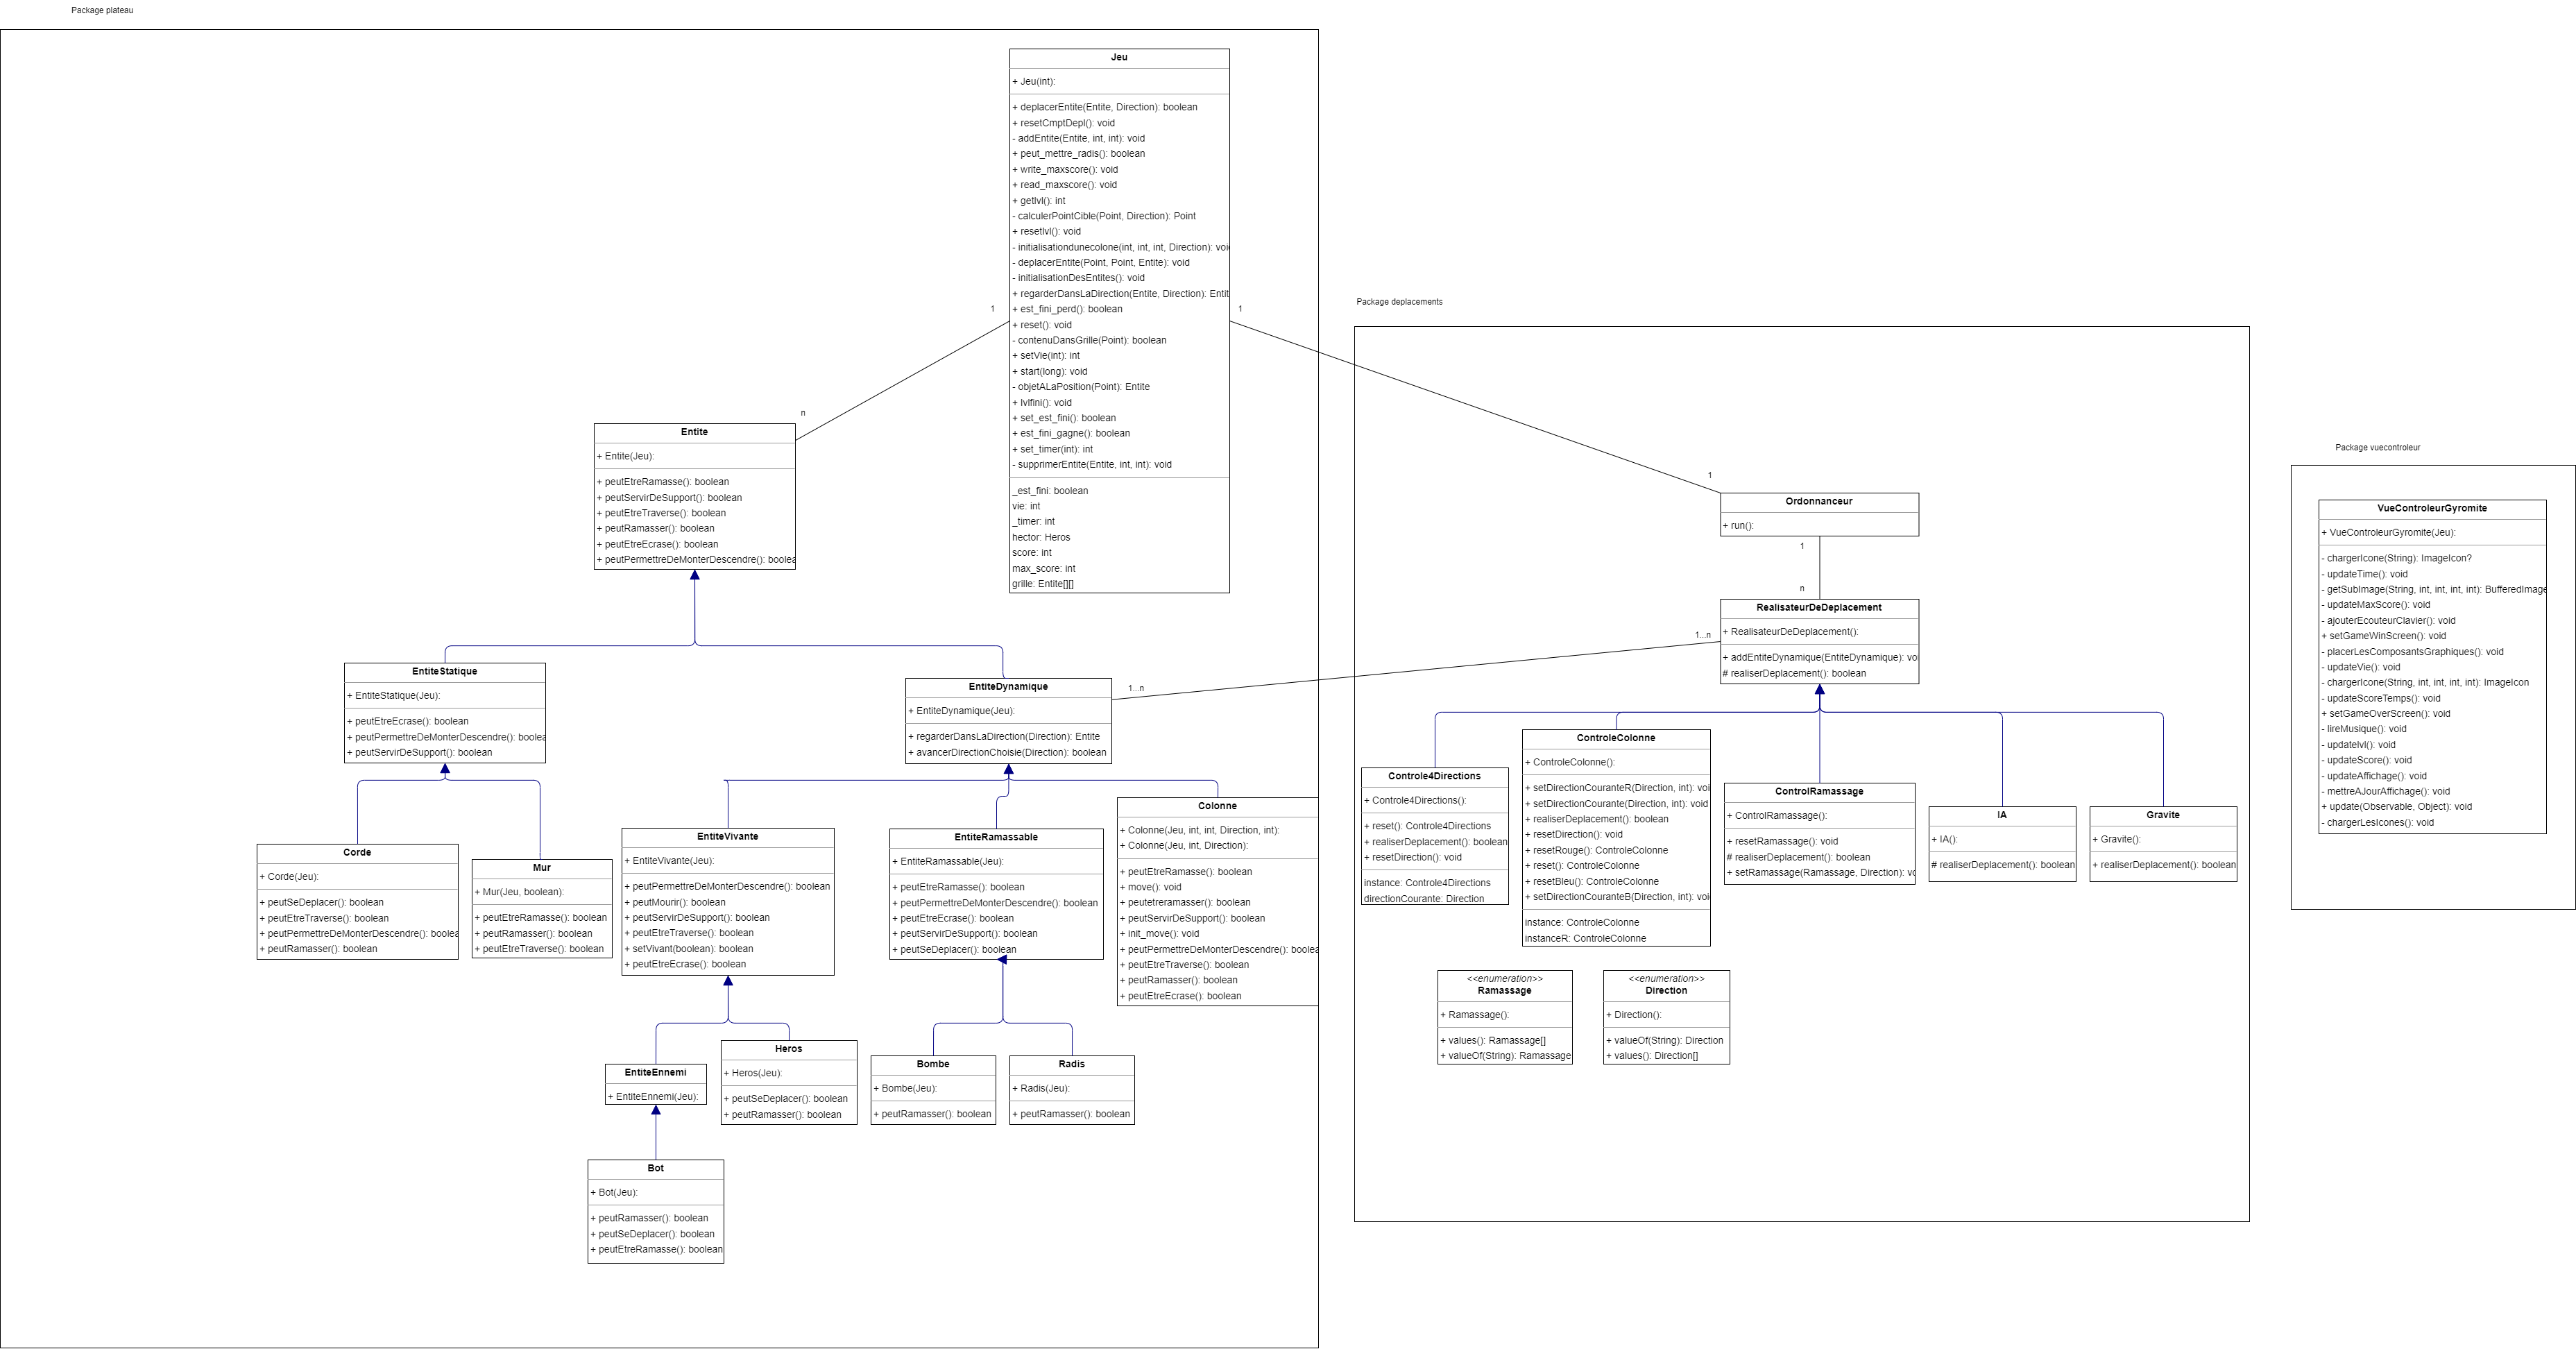 Package plateau
Jeu
+ Jeu(int):
+ deplacerEntite(Entite, Direction): boolean
+ resetCmptDepl(): void
- addEntite(Entite, int, int): void
+ peut_mettre_radis(): boolean
+ write_maxscore(): void
+ read_maxscore(): void
+ getlvl(): int
- calculerPointCible(Point, Direction): Point
+ resetlvl(): void
- initialisationdunecolone(int, int, int, Direction): voi
- deplacerEntite(Point, Point, Entite): void
- initialisationDesEntites(): void
+ regarderDansLaDirection(Entite, Direction): Entit
+ est_fini_perd(): boolean
+ reset(): void
- contenuDansGrille(Point): boolean
+ setVie(int): int
+ start(long): void
- objetALaPosition(Point): Entite
+ lvlfini(): void
+ set_est_fini(): boolean
+ est_fini_gagne(): boolean
+ set_timer(int): int
- supprimerEntite(Entite, int, int): void
_est_fini: boolean
vie: int
_timer: int
hector: Heros
score: int
max_score: int
grille: Entite[][]
1
n
1
1
Entite
+ Entite(Jeu):
+ peutEtreRamasse(): boolean
+ peutServirDeSupport(): boolean
+ peutEtreTraverse(): boolean
+ peutRamasser(): boolean
+ peutEtreEcrase(): boolean
+ peutPermettreDeMonterDescendre(): boolea
EntiteStatique
+ EntiteStatique(Jeu):
+ peutEtreEcrase(): boolean
+ peutPermettreDeMonterDescendre(): boolea
+ peutServirDeSupport(): boolean
EntiteDynamique
+ EntiteDynamique(Jeu):
+ regarderDansLaDirection(Direction): Entite
+ avancerDirectionChoisie(Direction): boolean
1...n
1...n
Corde
+ Corde(Jeu):
+ peutSeDeplacer(): boolean
+ peutEtreTraverse(): boolean
+ peutPermettreDeMonterDescendre(): boolea
+ peutRamasser(): boolean
Mur
+ Mur(Jeu, boolean):
+ peutEtreRamasse(): boolean
+ peutRamasser(): boolean
+ peutEtreTraverse(): boolean
EntiteVivante
+ EntiteVivante(Jeu):
+ peutPermettreDeMonterDescendre(): boolean
+ peutMourir(): boolean
+ peutServirDeSupport(): boolean
+ peutEtreTraverse(): boolean
+ setVivant(boolean): boolean
+ peutEtreEcrase(): boolean
EntiteRamassable
+ EntiteRamassable(Jeu):
+ peutEtreRamasse(): boolean
+ peutPermettreDeMonterDescendre(): boolean
+ peutEtreEcrase(): boolean
+ peutServirDeSupport(): boolean
+ peutSeDeplacer(): boolean
Colonne
+ Colonne(Jeu, int, int, Direction, int):
+ Colonne(Jeu, int, Direction):
+ peutEtreRamasse(): boolean
+ move(): void
+ peutetreramasser(): boolean
+ peutServirDeSupport(): boolean
+ init_move(): void
+ peutPermettreDeMonterDescendre(): boolea
+ peutEtreTraverse(): boolean
+ peutRamasser(): boolean
+ peutEtreEcrase(): boolean
EntiteEnnemi
+ EntiteEnnemi(Jeu):
Heros
+ Heros(Jeu):
+ peutSeDeplacer(): boolean
+ peutRamasser(): boolean
Bombe
+ Bombe(Jeu):
+ peutRamasser(): boolean
Radis
+ Radis(Jeu):
+ peutRamasser(): boolean
Bot
+ Bot(Jeu):
+ peutRamasser(): boolean
+ peutSeDeplacer(): boolean
+ peutEtreRamasse(): boolean
Package deplacements
Ordonnanceur
+ run():
1
n
RealisateurDeDeplacement
+ RealisateurDeDeplacement():
+ addEntiteDynamique(EntiteDynamique): voi
# realiserDeplacement(): boolean
Controle4Directions
+ Controle4Directions():
+ reset(): Controle4Directions
+ realiserDeplacement(): boolean
+ resetDirection(): void
instance: Controle4Directions
directionCourante: Direction
ControleColonne
+ ControleColonne():
+ setDirectionCouranteR(Direction, int): voi
+ setDirectionCourante(Direction, int): void
+ realiserDeplacement(): boolean
+ resetDirection(): void
+ resetRouge(): ControleColonne
+ reset(): ControleColonne
+ resetBleu(): ControleColonne
+ setDirectionCouranteB(Direction, int): voi
instance: ControleColonne
instanceR: ControleColonne
ControlRamassage
+ ControlRamassage():
+ resetRamassage(): void
# realiserDeplacement(): boolean
+ setRamassage(Ramassage, Direction): vo
IA
+ IA():
# realiserDeplacement(): boolean
Gravite
+ Gravite():
+ realiserDeplacement(): boolean
<<enumeration>>
Ramassage
+ Ramassage():
+ values(): Ramassage[]
+ valueOf(String): Ramassage
<<enumeration>>
Direction
+ Direction():
+ valueOf(String): Direction
+ values(): Direction[]
Package vuecontroleur
VueControleurGyromite
+ VueControleurGyromite(Jeu):
- chargerIcone(String): ImageIcon?
- updateTime(): void
- getSubImage(String, int, int, int, int): BufferedImage
- updateMaxScore(): void
- ajouterEcouteurClavier(): void
+ setGameWinScreen(): void
- placerLesComposantsGraphiques(): void
- updateVie(): void
- chargerIcone(String, int, int, int, int): ImageIcon
- updateScoreTemps(): void
+ setGameOverScreen(): void
- lireMusique(): void
- updatelvl(): void
- updateScore(): void
- updateAffichage(): void
- mettreAJourAffichage(): void
+ update(Observable, Object): void
- chargerLesIcones(): void